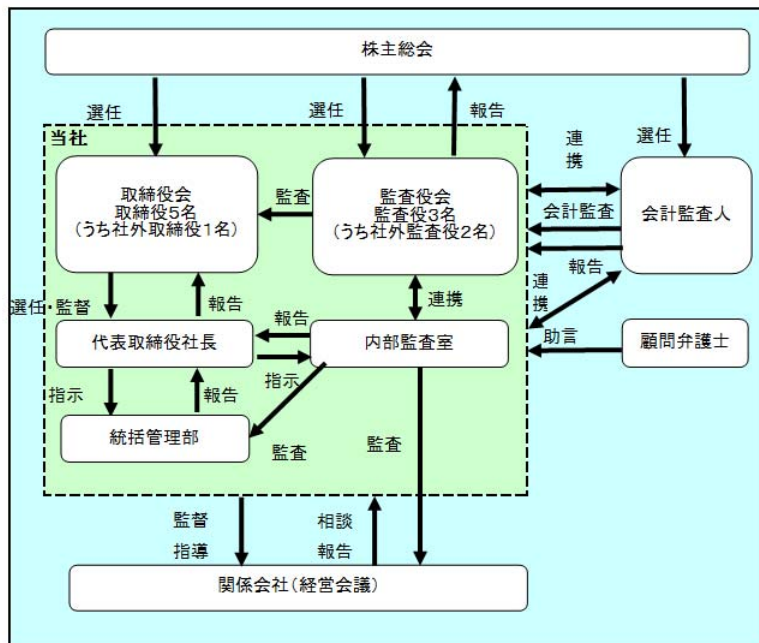 株主総会
選任
選任
報告
選任
当社
連
携
取締役会
取締役5名
(うち社外取締役1名)
監査
監査役会
監査役3名
(うち社外監査役2名)
会計監査
会計監査人
報告
選任・監督
報告
連携
連
携
代表取締役社長
報告
内部監査室
助言
顧問弁護士
指示
報告
指示
統括管理部
監査
監査
監督
指導
相談
報告
関係会社(経営会議)